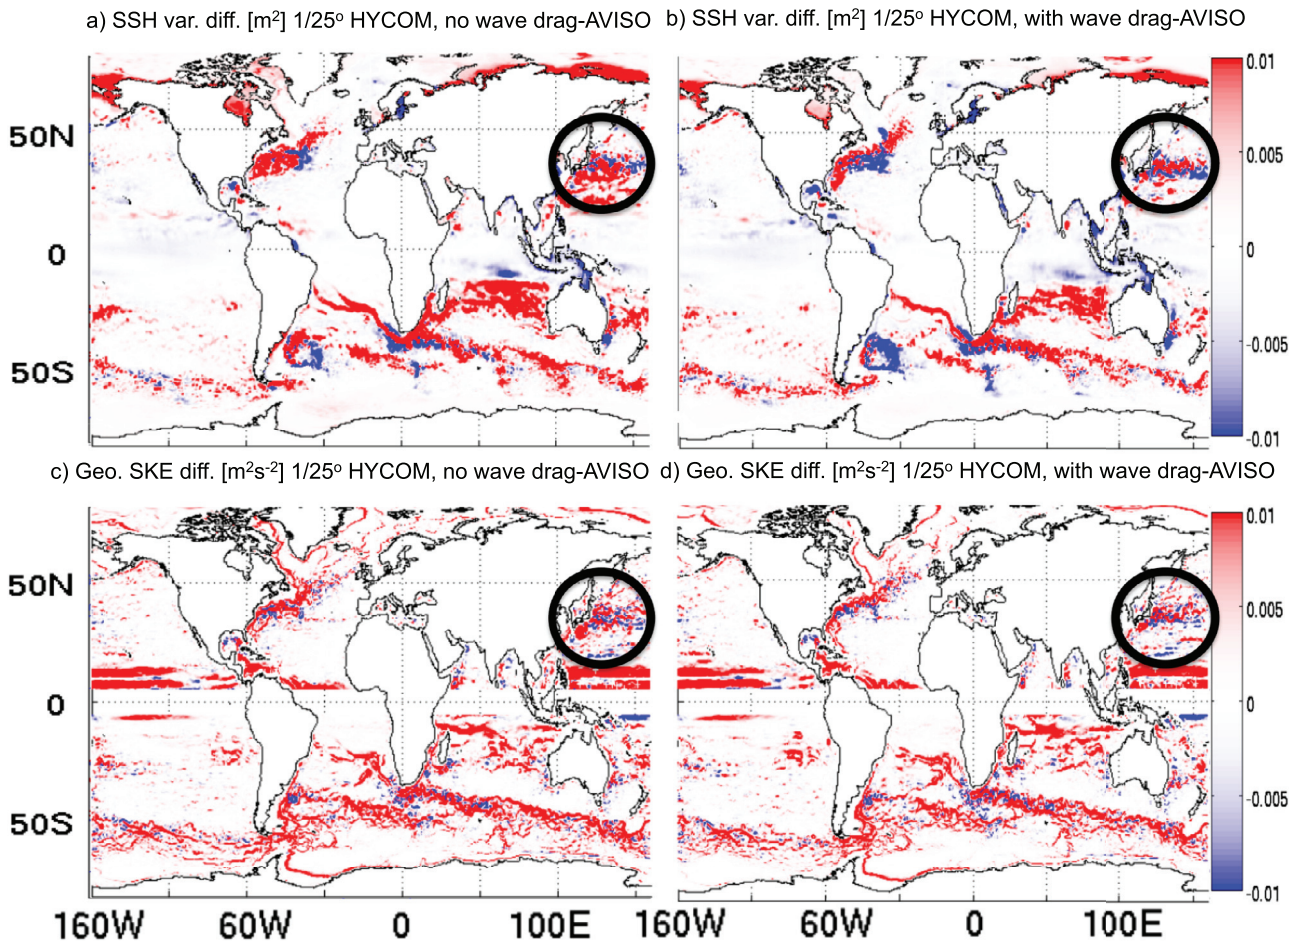 a) SSH var. diff. [m²] 1/25º HYCOM, no wave drag-AVISO
b) SSH var. diff. [m²] 1/25º HYCOM, with wave drag-AVISO
50N
0
50S
0.01
0.005
0
-0.005
-0.01
c) Geo. SKE diff. [m²s⁻²] 1/25º HYCOM, no wave drag-AVISO
d) Geo. SKE diff. [m²s⁻²] 1/25º HYCOM, with wave drag-AVISO
50N
0
50S
0.01
0.005
0
-0.005
-0.01
160W 60W 0 100E
160W 60W 0 100E